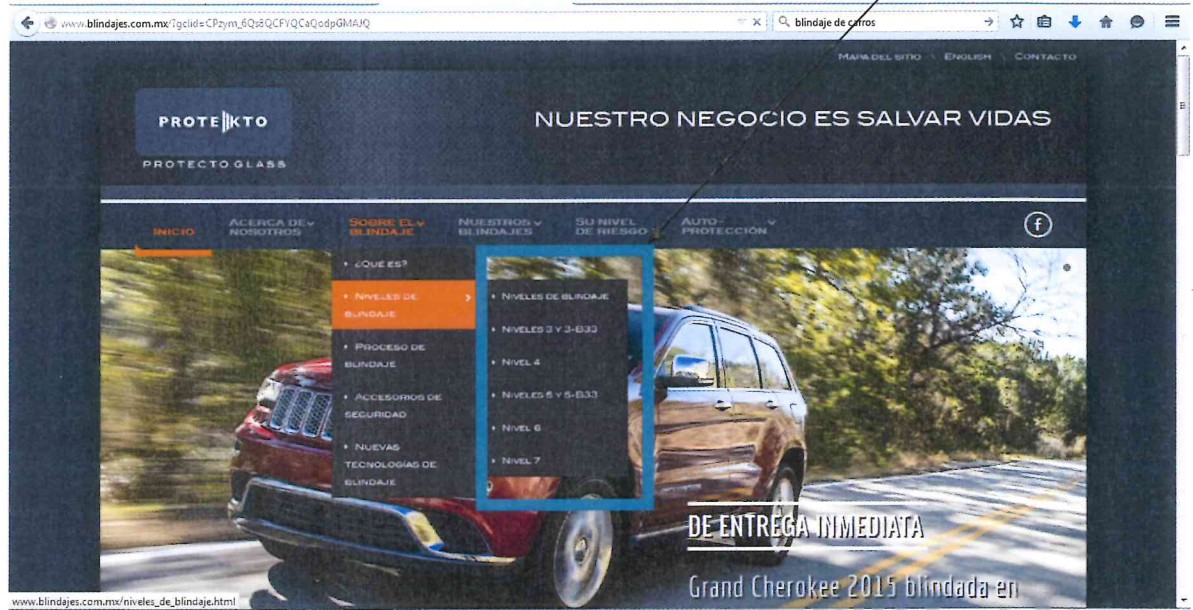 www.blindajes.com.mx/?gclid=CPzym_6Qs8QCFYQCaQodpGMAJQ
blindaje de carros
MAPA DEL SITIO \ ENGLISH \ CONTACTO
PROTEKTO
PROTECTO GLASS
NUESTRO NEGOCIO ES SALVAR VIDAS
INICIO
ACERCA DE
NOSOTROS
SOBRE EL
BLINDAJE
NUESTROS
BLINDAJES
SU NIVEL
DE RIESGO
AUTO-
PROTECCIÓN
f
¿QUÉ ES?
NIVELES DE
BLINDAJE
PROCESO DE
BLINDAJE
ACCESORIOS DE
SEGURIDAD
NUEVAS
TECNOLOGÍAS DE
BLINDAJE
NIVELES DE BLINDAJE
NIVELES 3 Y 3-B33
NIVEL 4
NIVELES 5 Y 5-B33
NIVEL 6
NIVEL 7
DE ENTREGA INMEDIATA
Grand Cherokee 2015 blindada en
www.blindajes.com.mx/niveles_de_blindaje.html